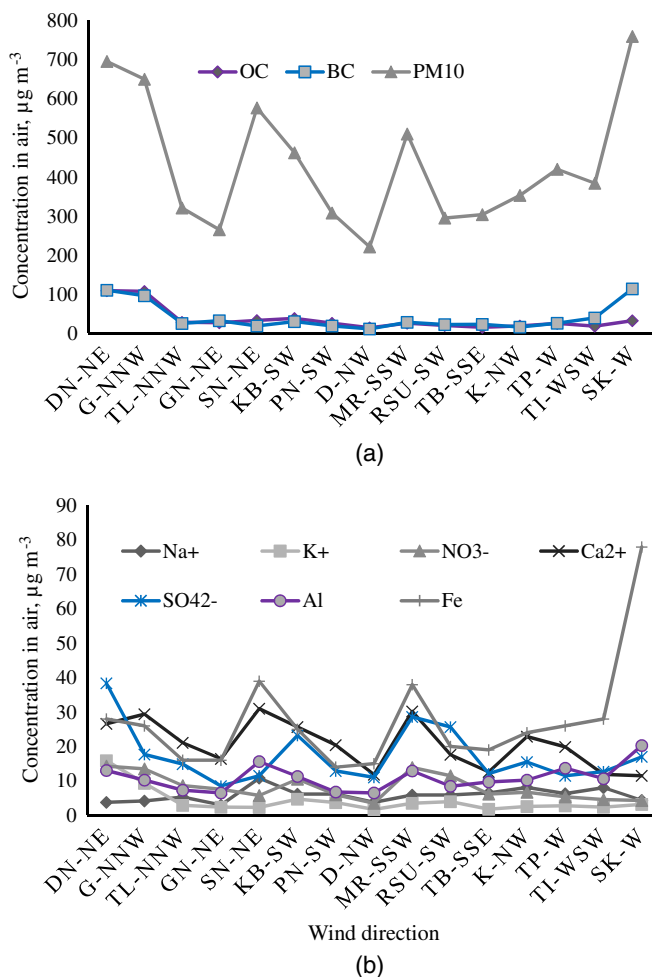 Concentration in air, µg m-3
800
700
600
500
400
300
200
100
0
OC BC PM10
DN-NE
G-NNW
TL-NNW
GN-NE
SN-NE
KB-SW
PN-SW
D-NW
MR-SSW
RSU-SW
TB-SSE
K-NW
TP-W
TI-WSW
SK-W
(a)
Concentration in air, µg m-3
90
80
70
60
50
40
30
20
10
0
Na+ K+ NO3- Ca2+
SO42- Al Fe
DN-NE
G-NNW
TL-NNW
GN-NE
SN-NE
KB-SW
PN-SW
D-NW
MR-SSW
RSU-SW
TB-SSE
K-NW
TP-W
TI-WSW
SK-W
Wind direction
(b)